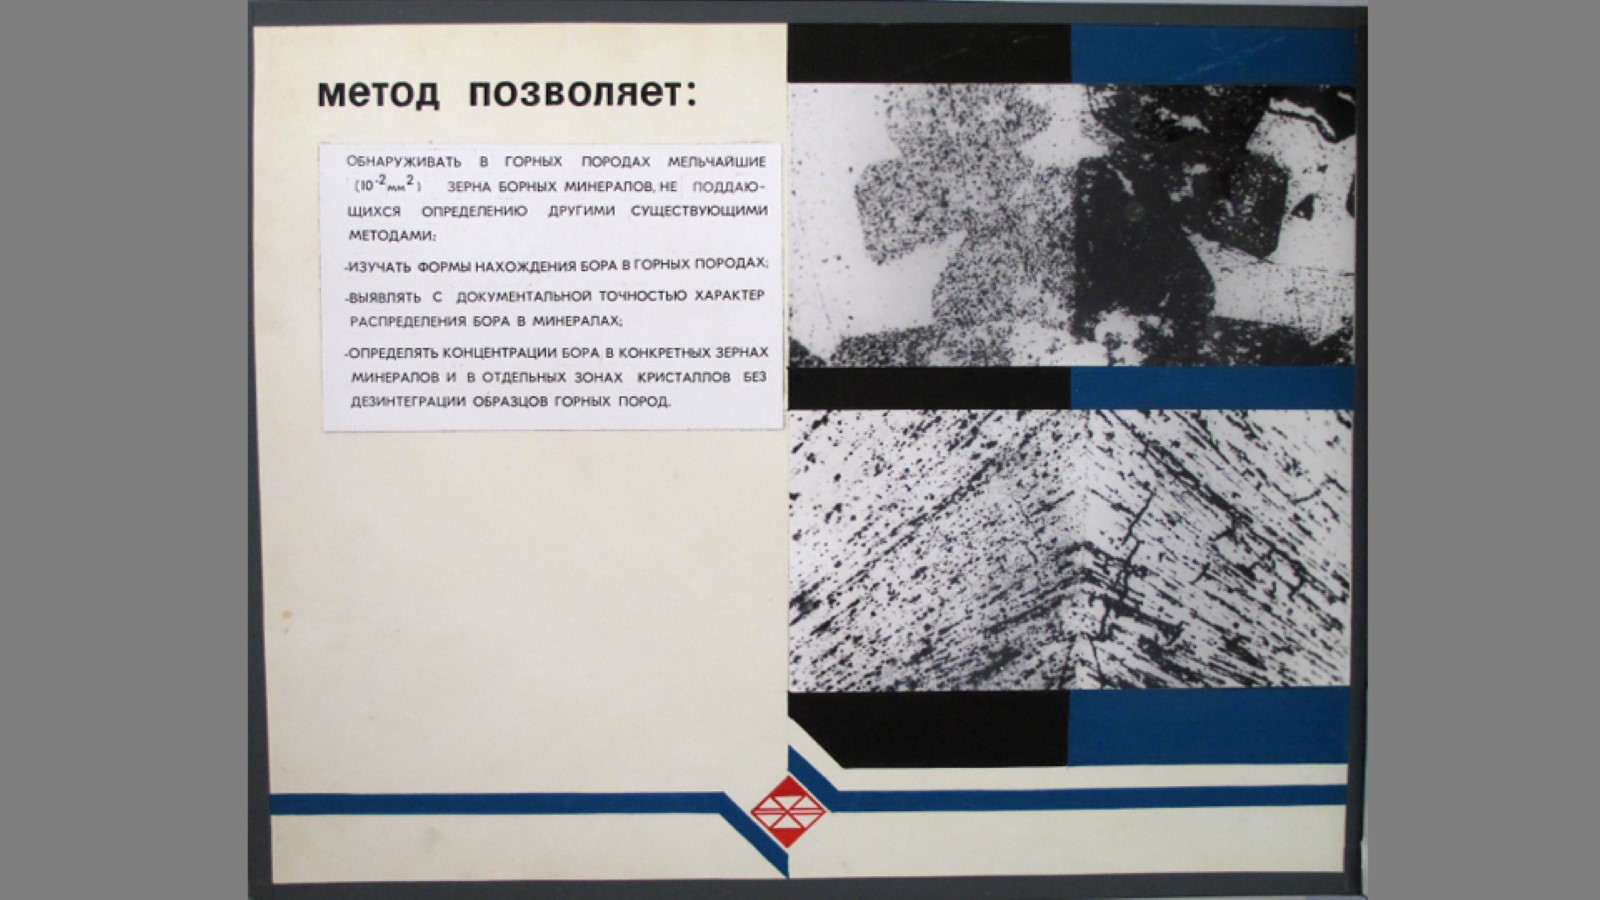 метод позволяет:
ОБНАРУЖИВАТЬ В ГОРНЫХ ПОРОДАХ МЕЛЬЧАЙШИЕ
(10⁻²мм²) ЗЕРНА БОРНЫХ МИНЕРАЛОВ, НЕ ПОДДАЮ-
ЩИХСЯ ОПРЕДЕЛЕНИЮ ДРУГИМИ СУЩЕСТВУЮЩИМИ
МЕТОДАМИ;
-ИЗУЧАТЬ ФОРМЫ НАХОЖДЕНИЯ БОРА В ГОРНЫХ ПОРОДАХ;
-ВЫЯВЛЯТЬ С ДОКУМЕНТАЛЬНОЙ ТОЧНОСТЬЮ ХАРАКТЕР
РАСПРЕДЕЛЕНИЯ БОРА В МИНЕРАЛАХ;
-ОПРЕДЕЛЯТЬ КОНЦЕНТРАЦИИ БОРА В КОНКРЕТНЫХ ЗЕРНАХ
МИНЕРАЛОВ И В ОТДЕЛЬНЫХ ЗОНАХ КРИСТАЛЛОВ БЕЗ
ДЕЗИНТЕГРАЦИИ ОБРАЗЦОВ ГОРНЫХ ПОРОД.